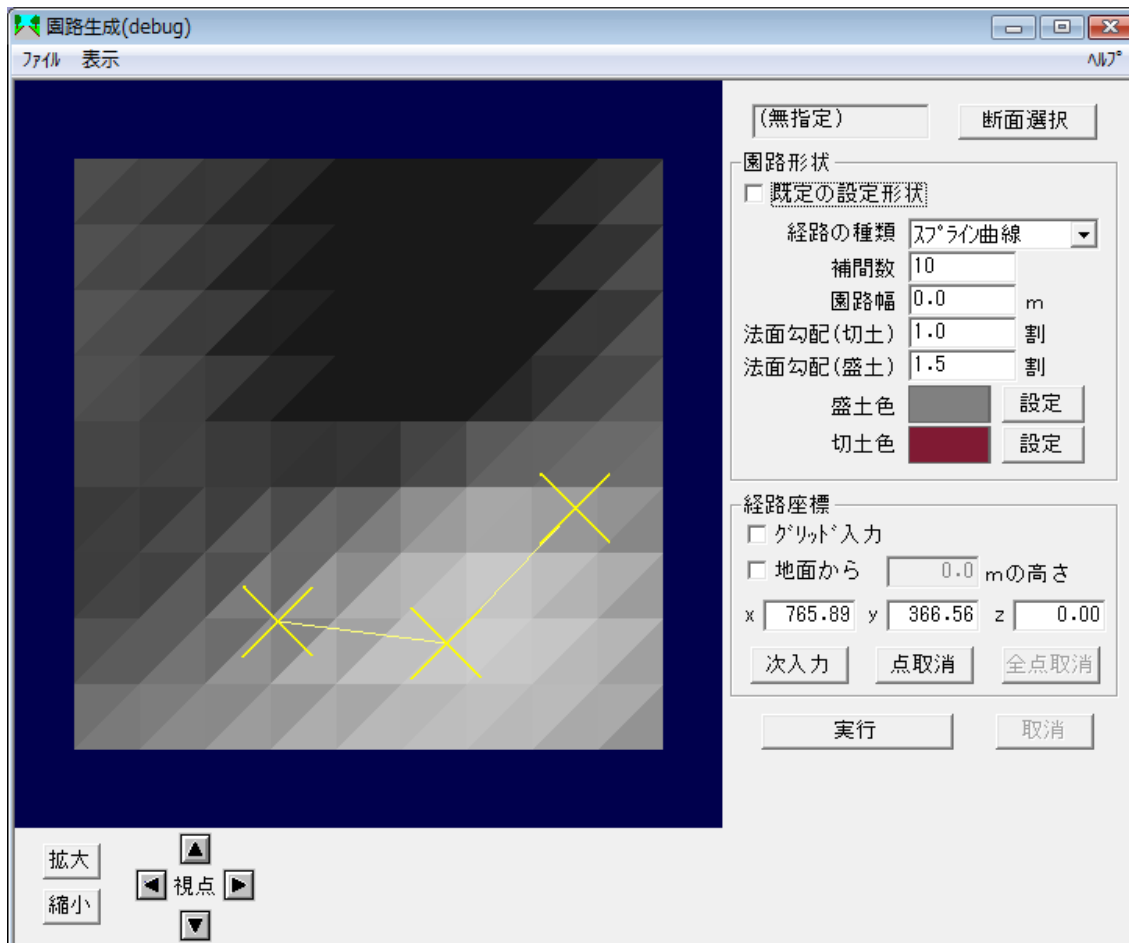 園路生成(debug)
ﾌｧｲﾙ 表示 ﾍﾙﾌﾟ
(無指定) 断面選択
園路形状
既定の設定形状
経路の種類 ｽﾌﾟﾗｲﾝ曲線
補間数 10
園路幅 0.0 m
法面勾配(切土) 1.0 割
法面勾配(盛土) 1.5 割
盛土色 設定
切土色 設定
経路座標
ｸﾞﾘｯﾄﾞ入力
地面から 0.0 mの高さ
x 765.89 y 366.56 z 0.00
次入力 点取消 全点取消
実行 取消
拡大
視点
縮小